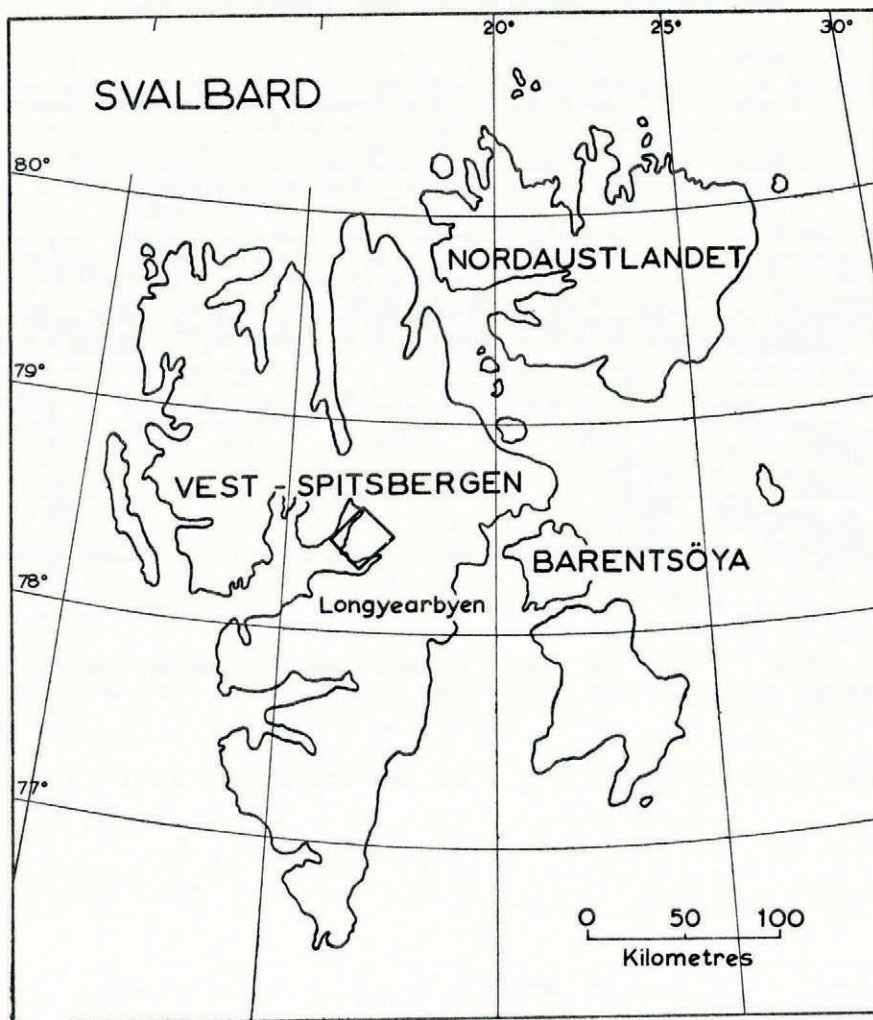 20° 25° 30°
SVALBARD
80°
NORDAUSTLANDET
79°
VEST - SPITSBERGEN
BARENTSÖYA
78°
Longyearbyen
77°
0 50 100
Kilometres